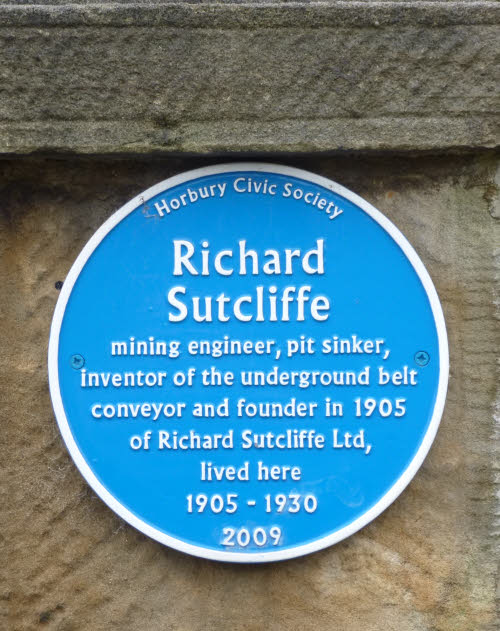 Horbury Civic Society
Richard
Sutcliffe
mining engineer, pit sinker,
inventor of the underground belt
conveyor and founder in 1905
of Richard Sutcliffe Ltd,
lived here
1905 - 1930
2009